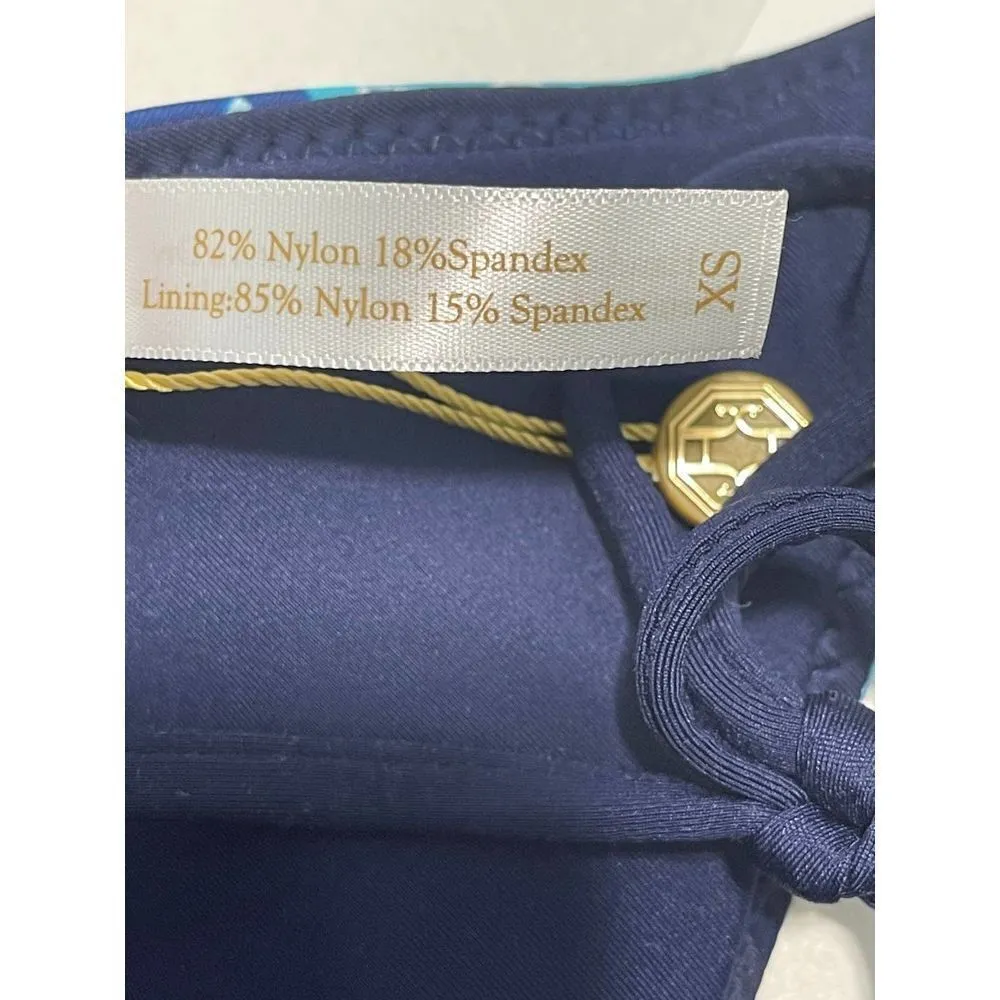 82% Nylon 18%Spandex
Lining:85% Nylon 15% Spandex
XS